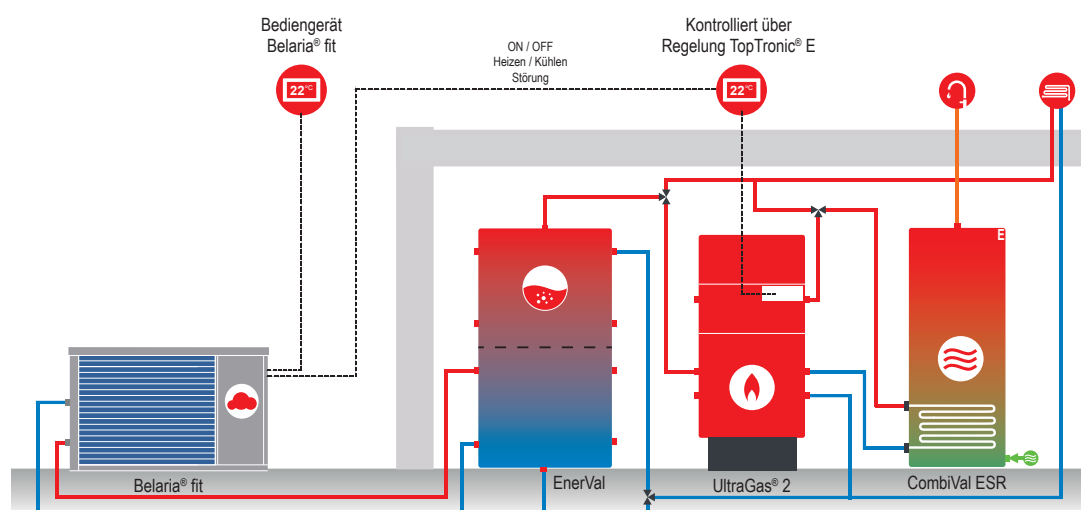 Bediengerät
Belaria® fit
22°C
ON / OFF
Heizen / Kühlen
Störung
Kontrolliert über
Regelung TopTronic® E
22°C
E
Belaria® fit
EnerVal
UltraGas® 2
CombiVal ESR